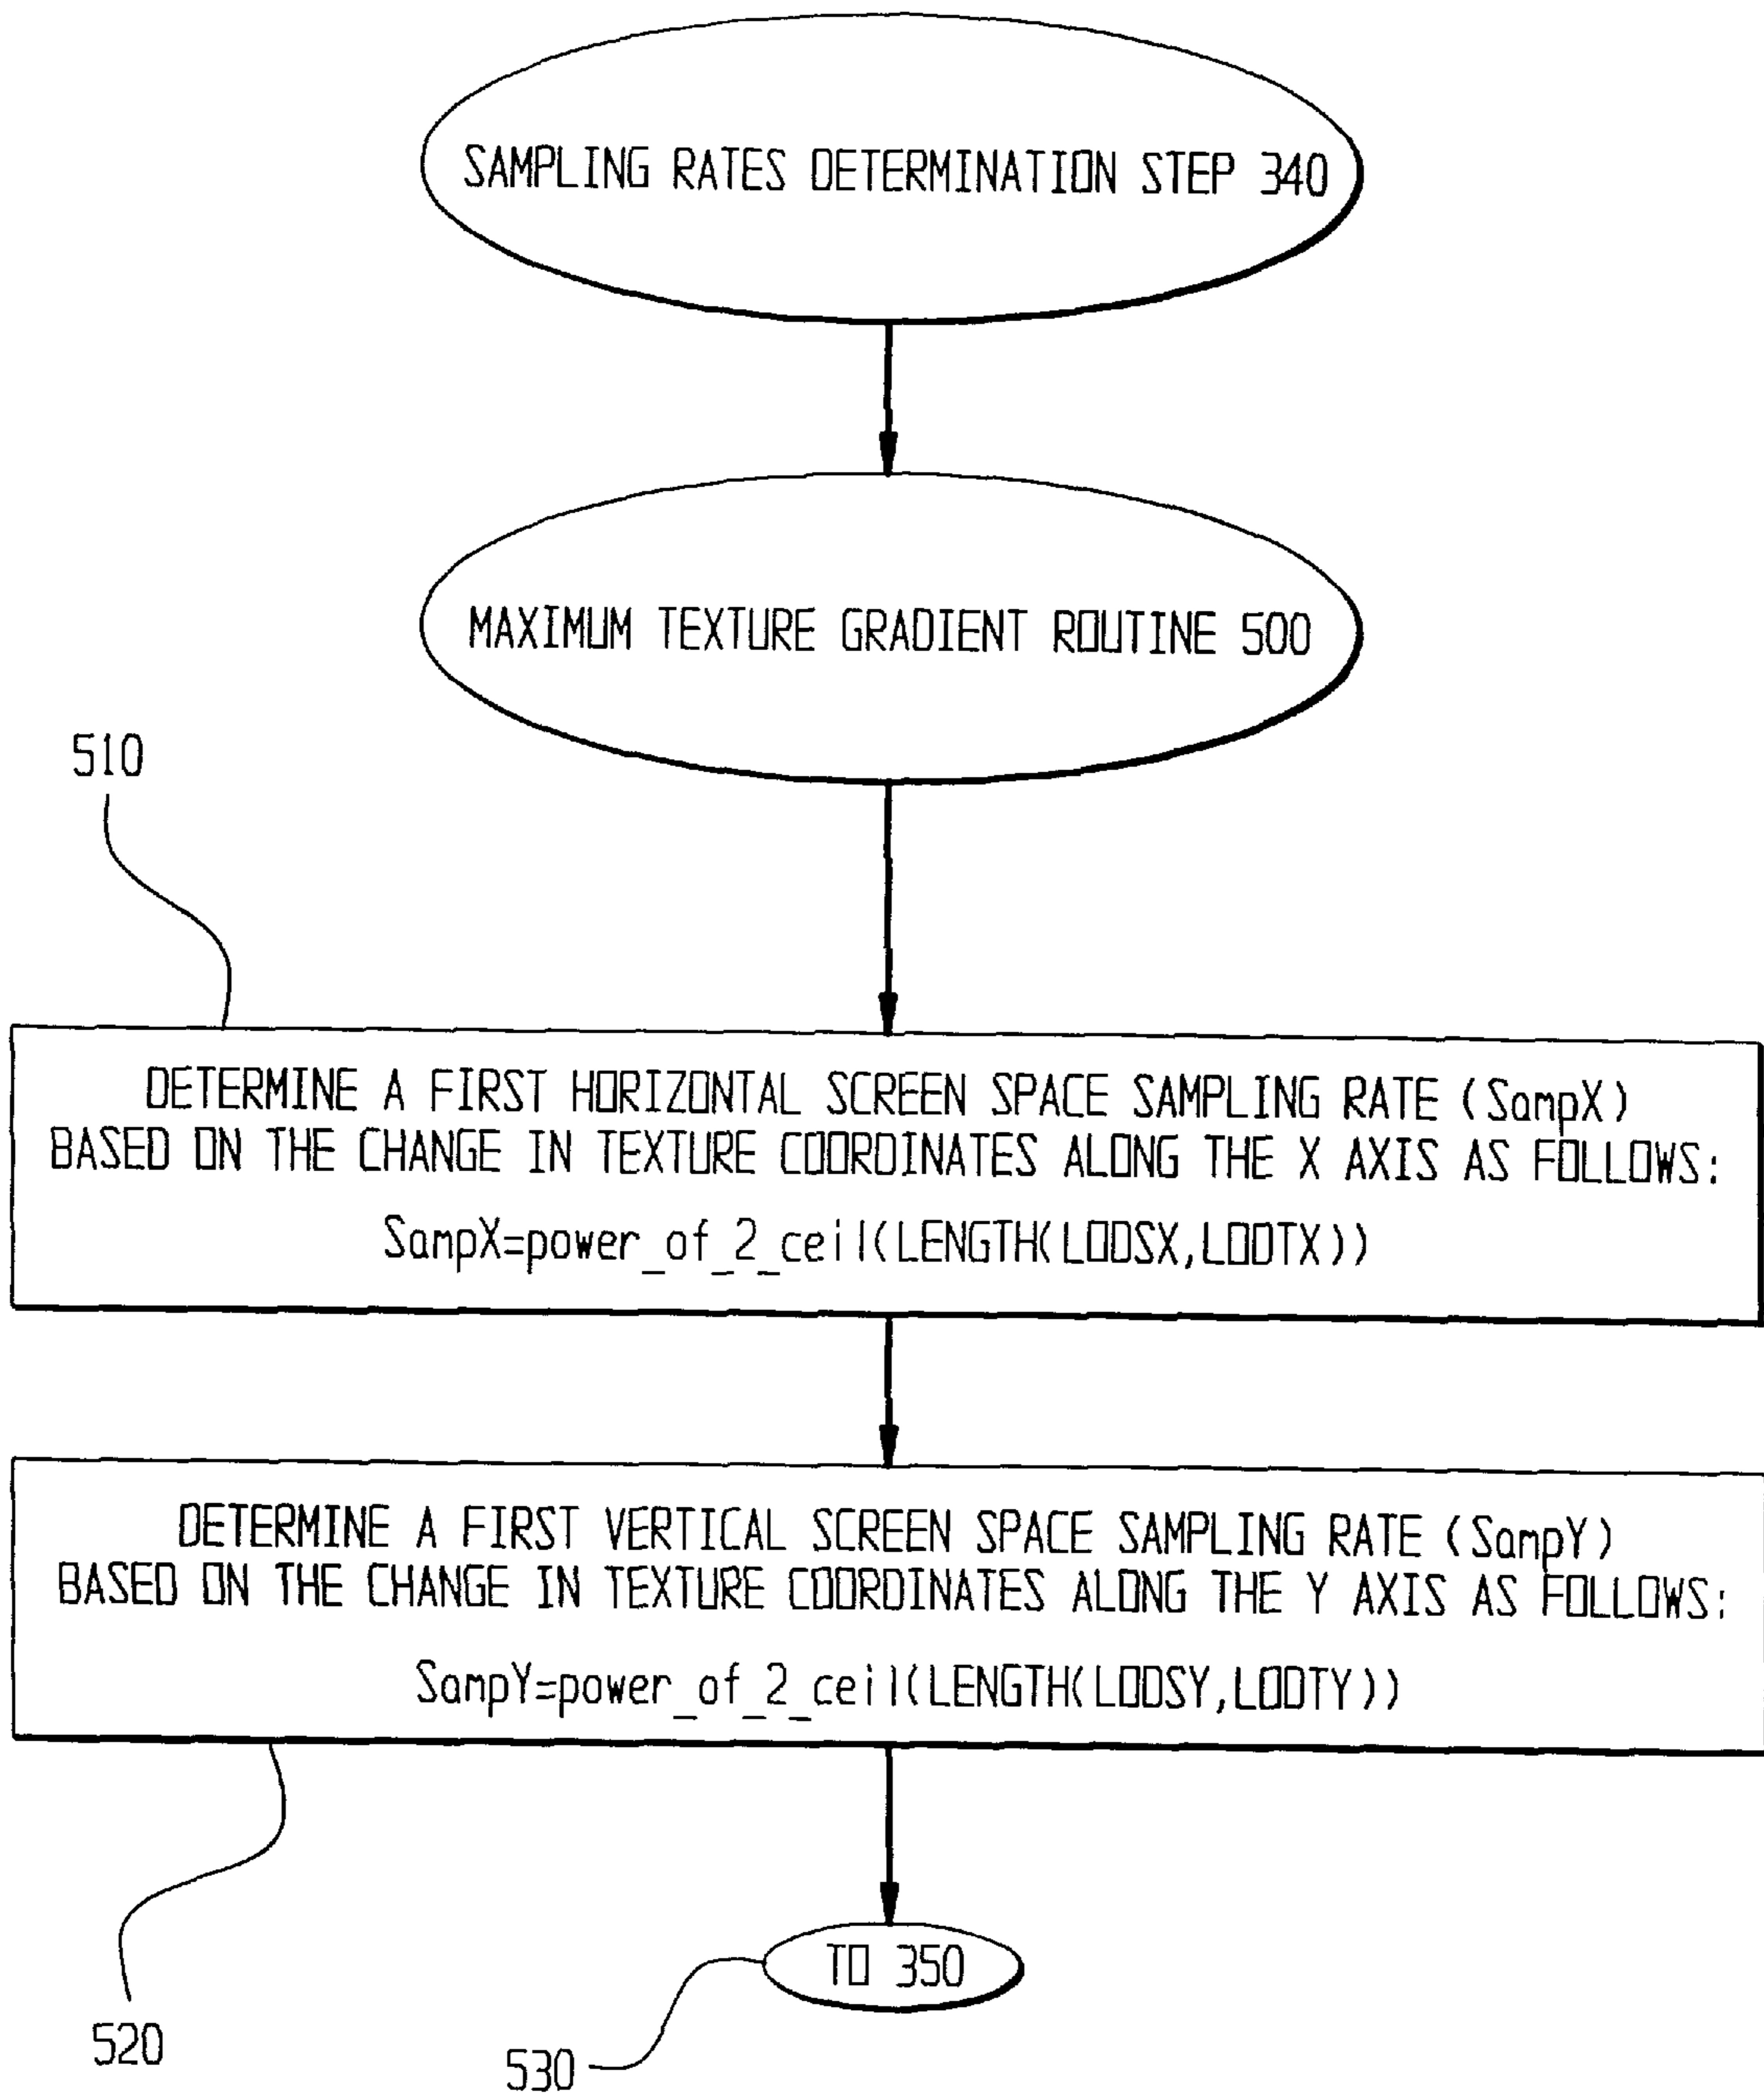 SAMPLING RATES DETERMINATION STEP 340
MAXIMUM TEXTURE GRADIENT ROUTINE 500
510
DETERMINE A FIRST HORIZONTAL SCREEN SPACE SAMPLING RATE (SampX)
BASED ON THE CHANGE IN TEXTURE COORDINATES ALONG THE X AXIS AS FOLLOWS:
SampX=power_of_2_ceil(LENGTH(LODSX,LODTX))
DETERMINE A FIRST VERTICAL SCREEN SPACE SAMPLING RATE (SampY)
BASED ON THE CHANGE IN TEXTURE COORDINATES ALONG THE Y AXIS AS FOLLOWS:
SampY=power_of_2_ceil(LENGTH(LODSY,LODTY))
TO 350
520
530